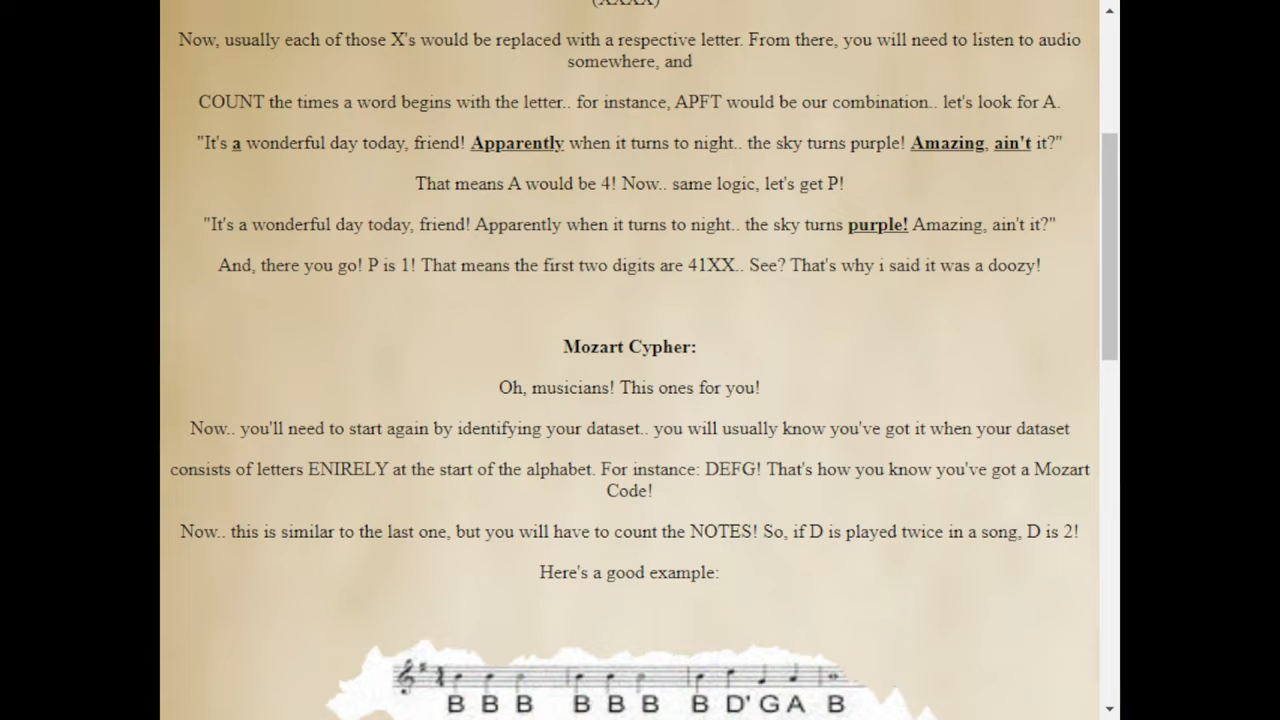 (XXXX)
Now, usually each of those X's would be replaced with a respective letter. From there, you will need to listen to audio
somewhere, and
COUNT the times a word begins with the letter.. for instance, APFT would be our combination.. let's look for A.
"It's a wonderful day today, friend! Apparently when it turns to night.. the sky turns purple! Amazing, ain't it?"
That means A would be 4! Now.. same logic, let's get P!
"It's a wonderful day today, friend! Apparently when it turns to night.. the sky turns purple! Amazing, ain't it?"
And, there you go! P is 1! That means the first two digits are 41XX.. See? That's why i said it was a doozy!
Mozart Cypher:
Oh, musicians! This ones for you!
Now.. you'll need to start again by identifying your dataset.. you will usually know you've got it when your dataset
consists of letters ENIRELY at the start of the alphabet. For instance: DEFG! That's how you know you've got a Mozart
Code!
Now.. this is similar to the last one, but you will have to count the NOTES! So, if D is played twice in a song, D is 2!
Here's a good example:
B B B B B B B D' G A B